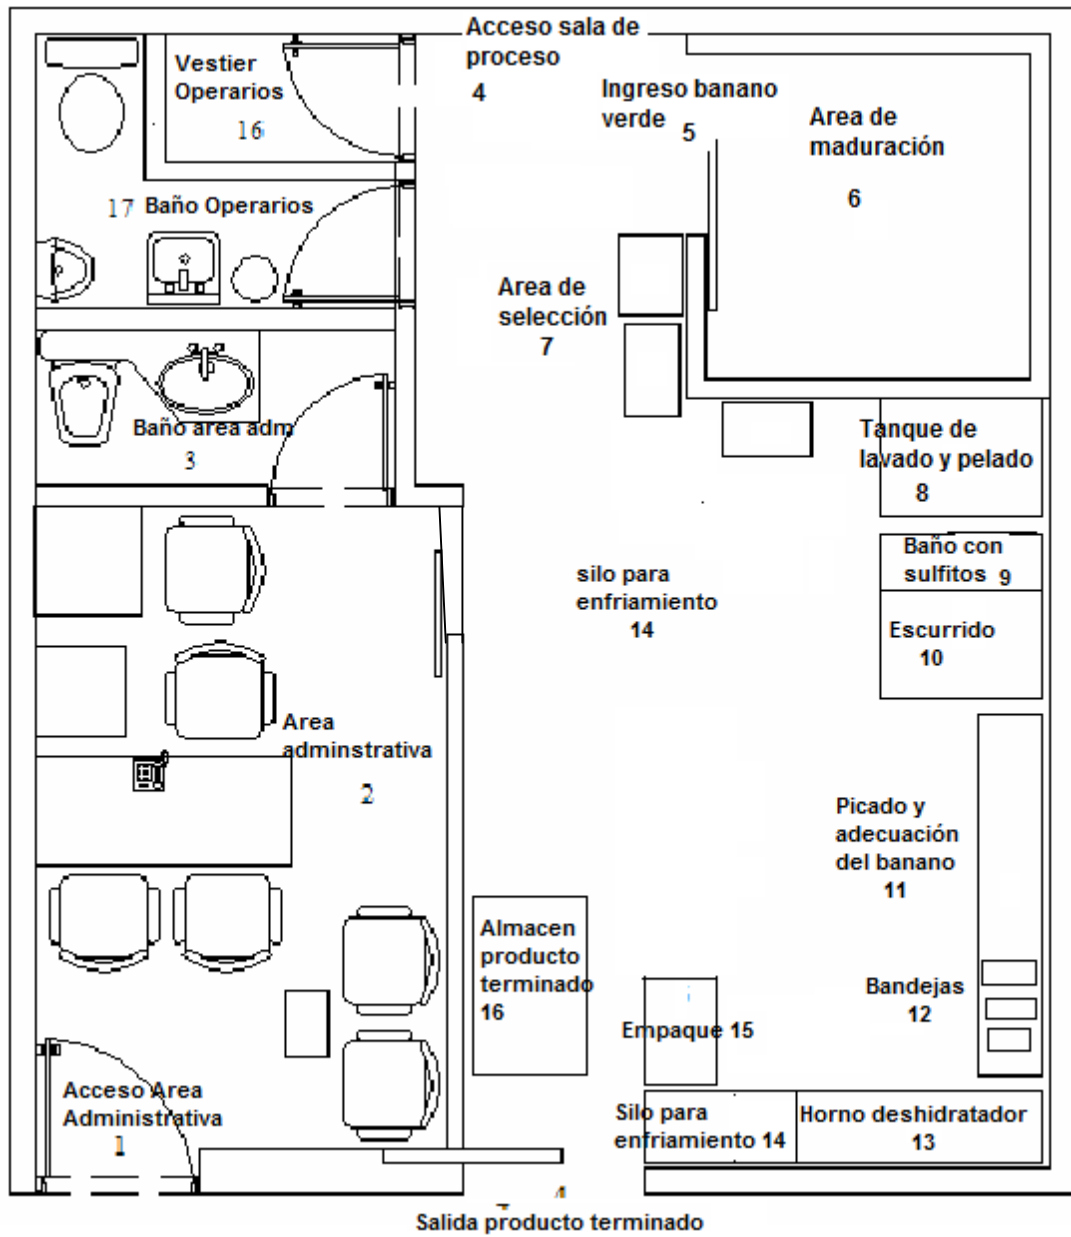 Acceso sala de
proceso
4
Vestier
Operarios
16
Ingreso banano
verde 5
Area de
maduración
6
17 Baño Operarios
Area de
selección
7
Baño area adm
3
Tanque de
lavado y pelado
8
Baño con
sulfitos 9
silo para
enfriamiento
14
Escurrido
10
Area
adminstrativa
2
Picado y
adecuación
del banano
11
Almacen
producto
terminado
16
Bandejas
12
Empaque 15
Acceso Area
Administrativa
1
Silo para
enfriamiento 14
Horno deshidratador
13
Salida producto terminado